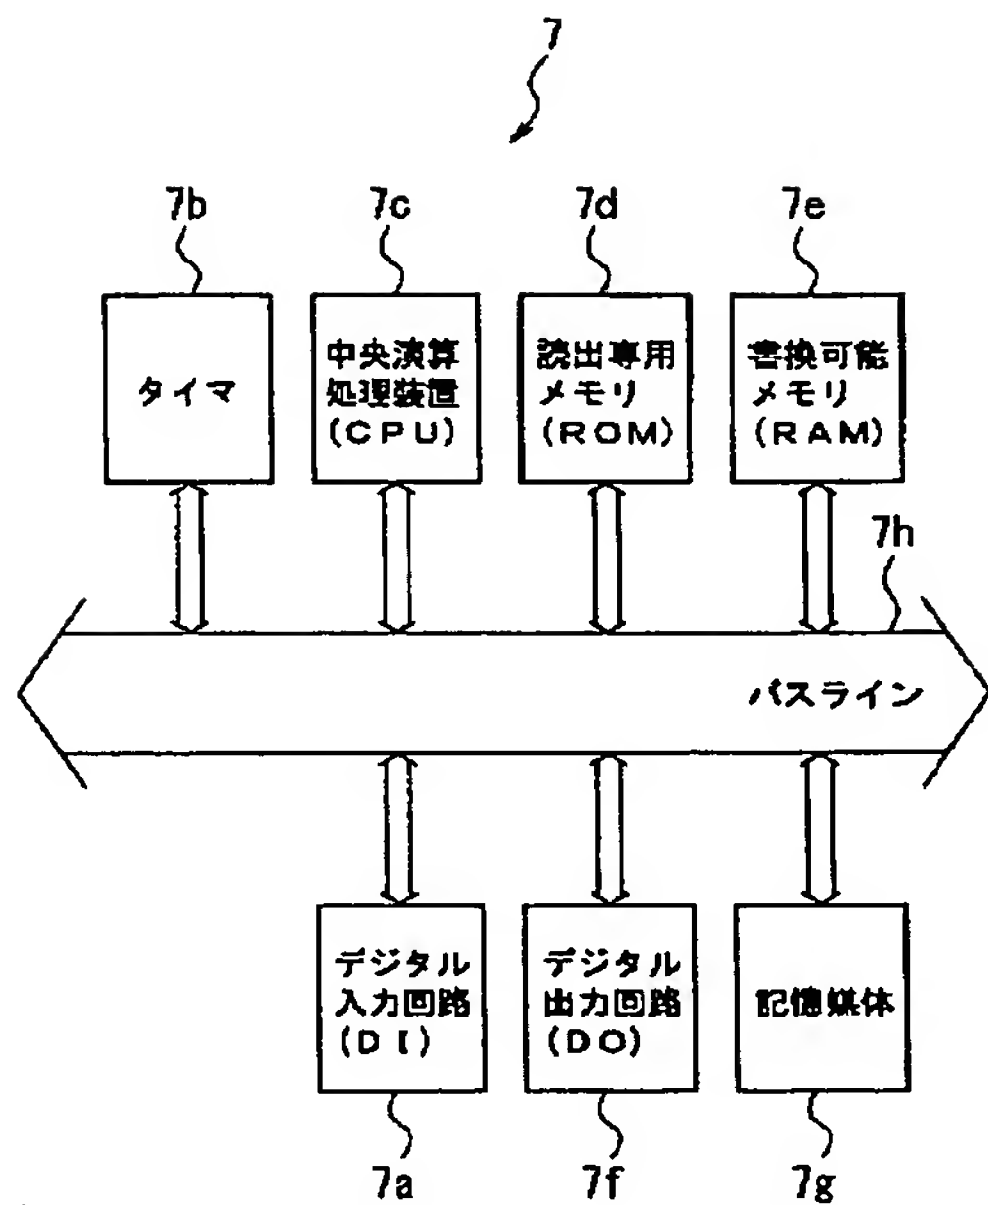 7
7b
7c
7d
7e
タイマ
中央演算
処理装置
(CPU)
読出専用
メモリ
(ROM)
書換可能
メモリ
(RAM)
7h
バスライン
デジタル
入力回路
(DI)
デジタル
出力回路
(DO)
記憶媒体
7a
7f
7g